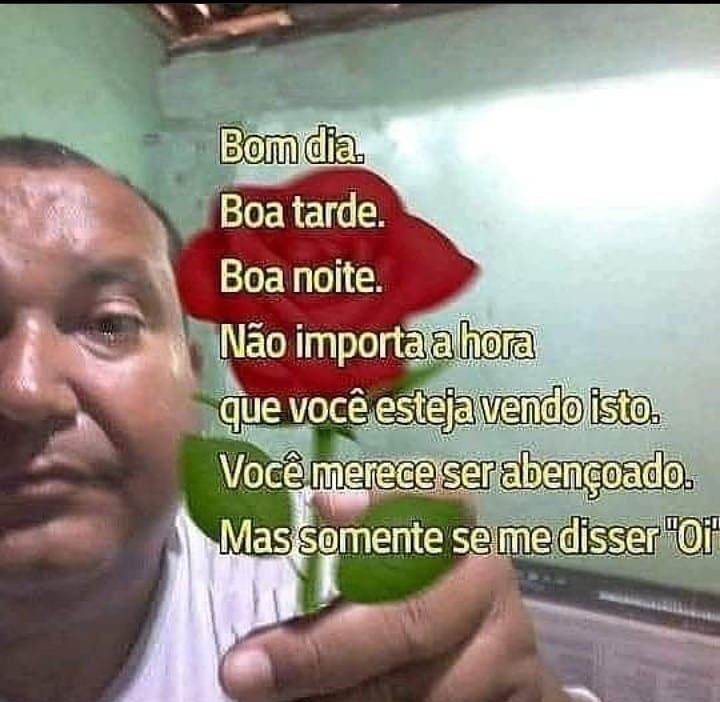 Bom dia.
Boa tarde.
Boa noite.
Não importa a hora
que você esteja vendo isto.
Você merece ser abençoado.
Mas somente se me disser "Oi"